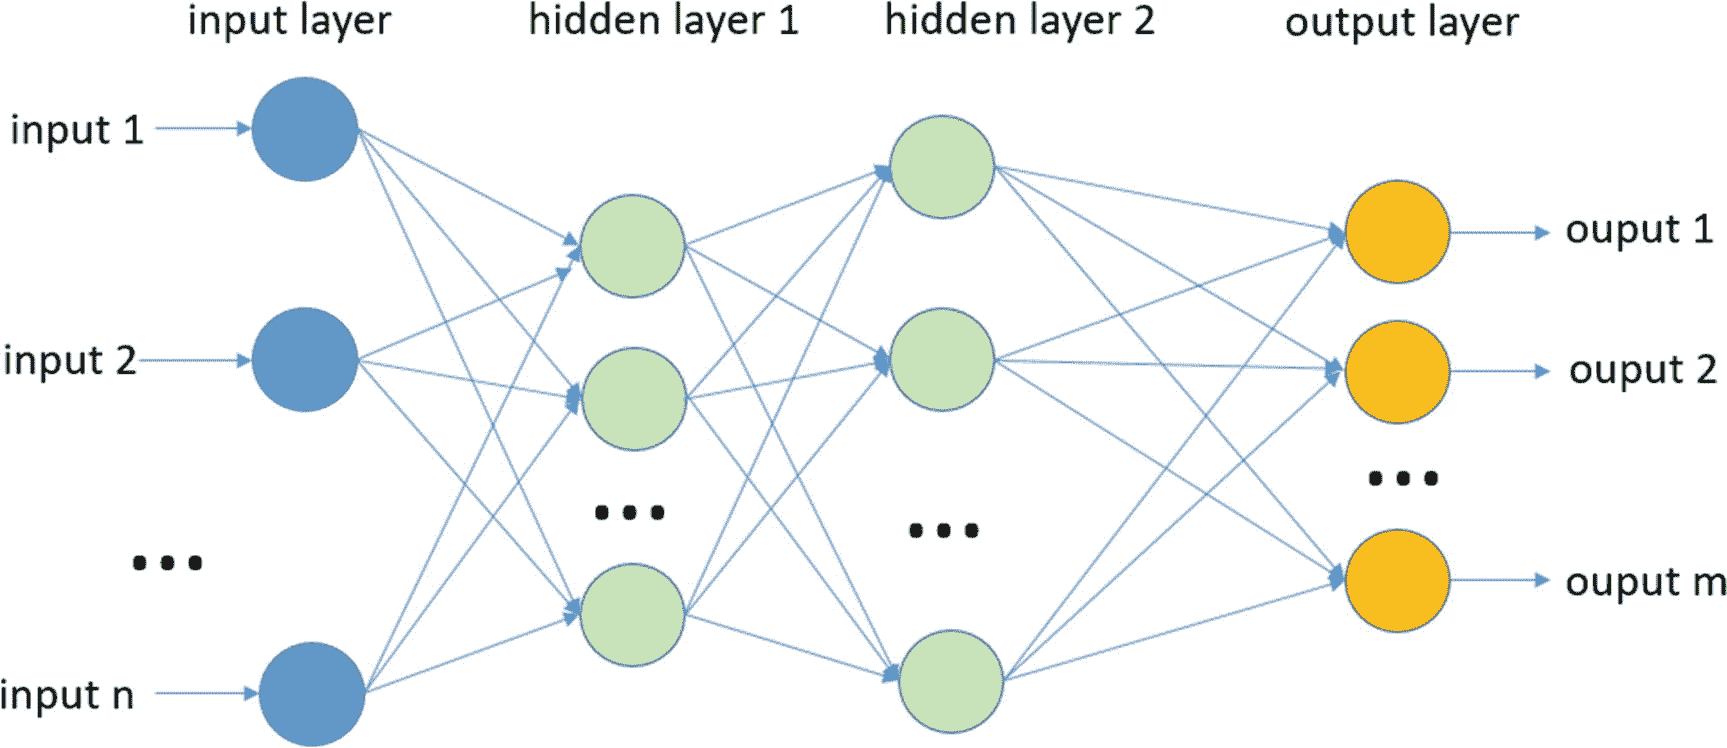 input layer
hidden layer 1
hidden layer 2
output layer
input 1
input 2
...
input n
...
...
ouput 1
ouput 2
...
ouput m